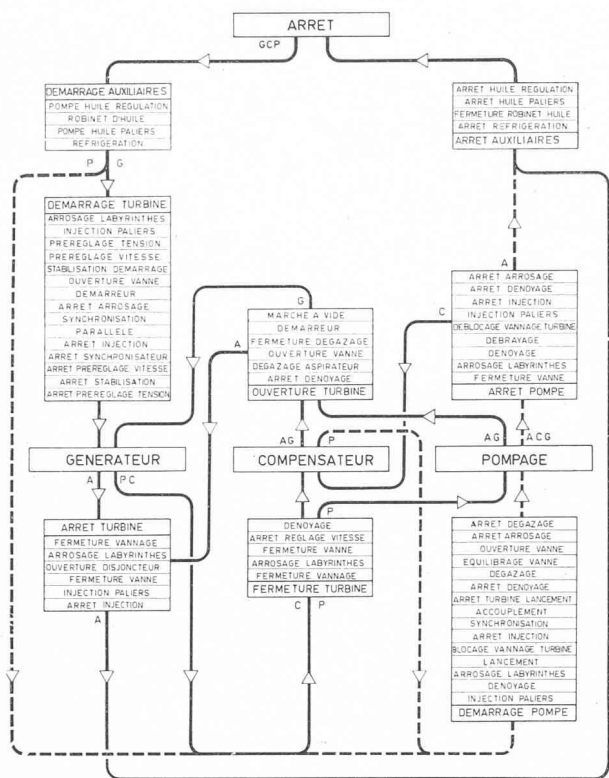 ARRET
GCP
DEMARRAGE AUXILIAIRES
POMPE HUILE REGULATION
ROBINET D'HUILE
POMPE HUILE PALIERS
REFRIGERATION
ARRET HUILE REGULATION
ARRET HUILE PALIERS
FERMETURE ROBINET HUILE
ARRET REFRIGERATION
ARRET AUXILIAIRES
P G
DEMARRAGE TURBINE
ARROSAGE LABYRINTHES
INJECTION PALIERS
PREREGLAGE TENSION
PREREGLAGE VITESSE
STABILISATION DEMARRAGE
OUVERTURE VANNE
DEMARREUR
ARRET ARROSAGE
SYNCHRONISATION
PARALLELE
ARRET INJECTION
ARRET SYNCHRONISATEUR
ARRET PREREGLAGE VITESSE
ARRET STABILISATION
ARRET PREREGLAGE TENSION
G
A
MARCHE A VIDE
DEMARREUR
FERMETURE DEGAZAGE
OUVERTURE VANNE
DEGAZAGE ASPIRATEUR
ARRET DENOYAGE
OUVERTURE TURBINE
A
C
ARRET ARROSAGE
ARRET DENOYAGE
ARRET INJECTION
INJECTION PALIERS
DEBLOCAGE VANNAGE TURBINE
DEBRAYAGE
DENOYAGE
ARROSAGE LABYRINTHES
FERMETURE VANNE
ARRET POMPE
AG P
AG ACG
GENERATEUR
COMPENSATEUR
POMPAGE
A PC
P
ARRET TURBINE
FERMETURE VANNAGE
ARROSAGE LABYRINTHES
OUVERTURE DISJONCTEUR
FERMETURE VANNE
INJECTION PALIERS
ARRET INJECTION
A
DENOYAGE
ARRET REGLAGE VITESSE
FERMETURE VANNE
ARROSAGE LABYRINTHES
FERMETURE VANNAGE
FERMETURE TURBINE
C P
ARRET DEGAZAGE
ARRET ARROSAGE
OUVERTURE VANNE
EQUILIBRAGE VANNE
DEGAZAGE
ARRET DENOYAGE
ARRET TURBINE LANCEMENT
ACCOUPLEMENT
SYNCHRONISATION
ARRET INJECTION
BLOCAGE VANNAGE TURBINE
LANCEMENT
ARROSAGE LABYRINTHES
DENOYAGE
INJECTION PALIERS
DEMARRAGE POMPE